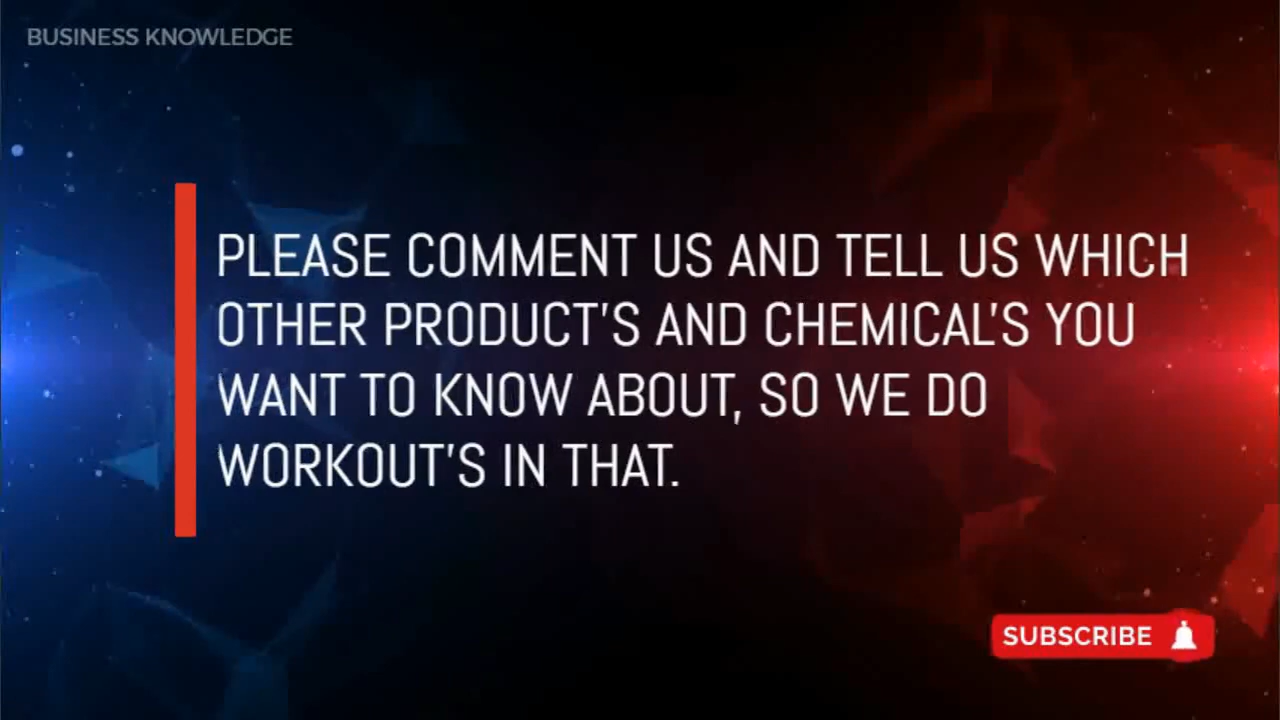 BUSINESS KNOWLEDGE
PLEASE COMMENT US AND TELL US WHICH
OTHER PRODUCT'S AND CHEMICAL'S YOU
WANT TO KNOW ABOUT, SO WE DO
WORKOUT'S IN THAT.
SUBSCRIBE